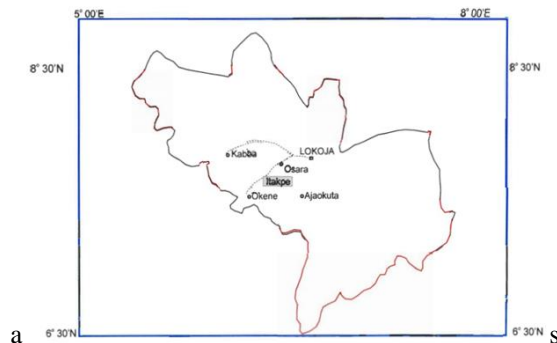 5° 00'E 8° 00'E
8° 30'N 8° 30'N
LOKOJA
Kabba
Osara
Itakpe
Okene Ajaokuta
a 6° 30'N 6° 30'N s